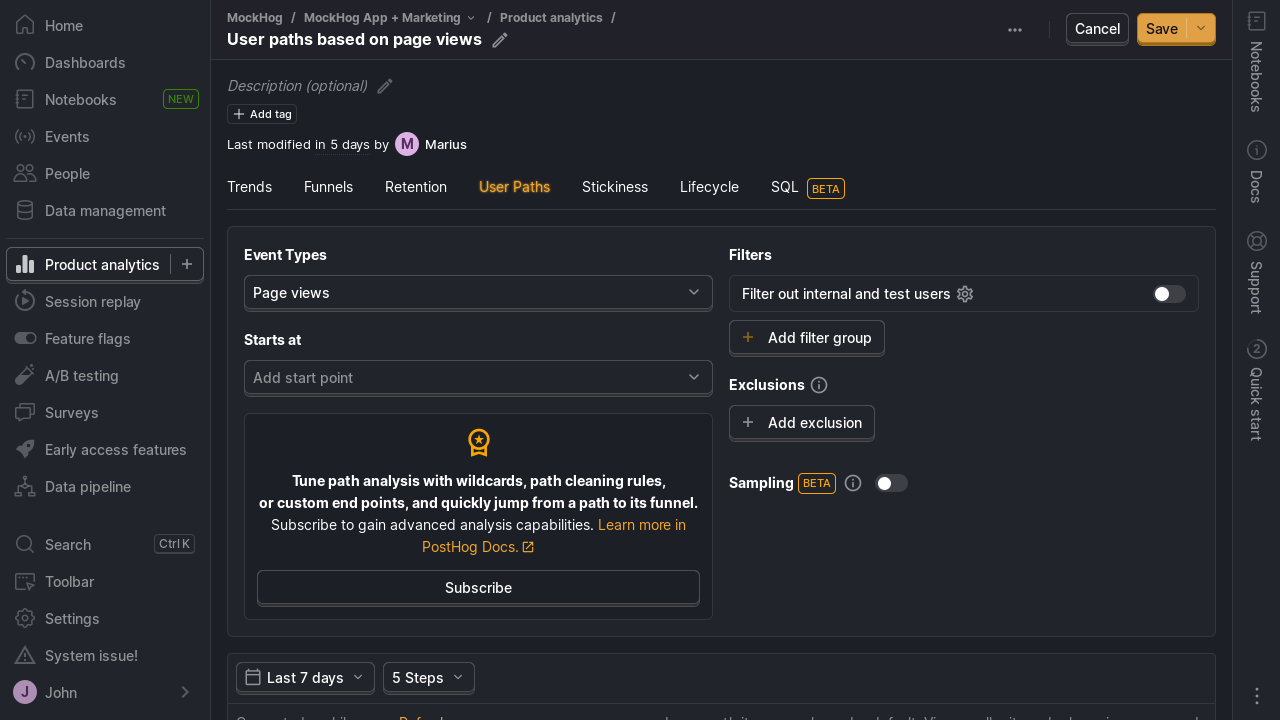 Home
Dashboards
Notebooks NEW
Events
People
Data management
Product analytics
Session replay
Feature flags
A/B testing
Surveys
Early access features
Data pipeline
Search Ctrl K
Toolbar
Settings
System issue!
J John
MockHog / MockHog App + Marketing / Product analytics /
User paths based on page views
Cancel Save
Description (optional)
Add tag
Last modified in 5 days by M Marius
Trends Funnels Retention User Paths Stickiness Lifecycle SQL BETA
Event Types
Page views
Starts at
Add start point
Tune path analysis with wildcards, path cleaning rules,
or custom end points, and quickly jump from a path to its funnel.
Subscribe to gain advanced analysis capabilities. Learn more in
PostHog Docs.
Subscribe
Filters
Filter out internal and test users
Add filter group
Exclusions
Add exclusion
Sampling BETA
Last 7 days 5 Steps
Notebooks
Docs
Support
2 Quick start